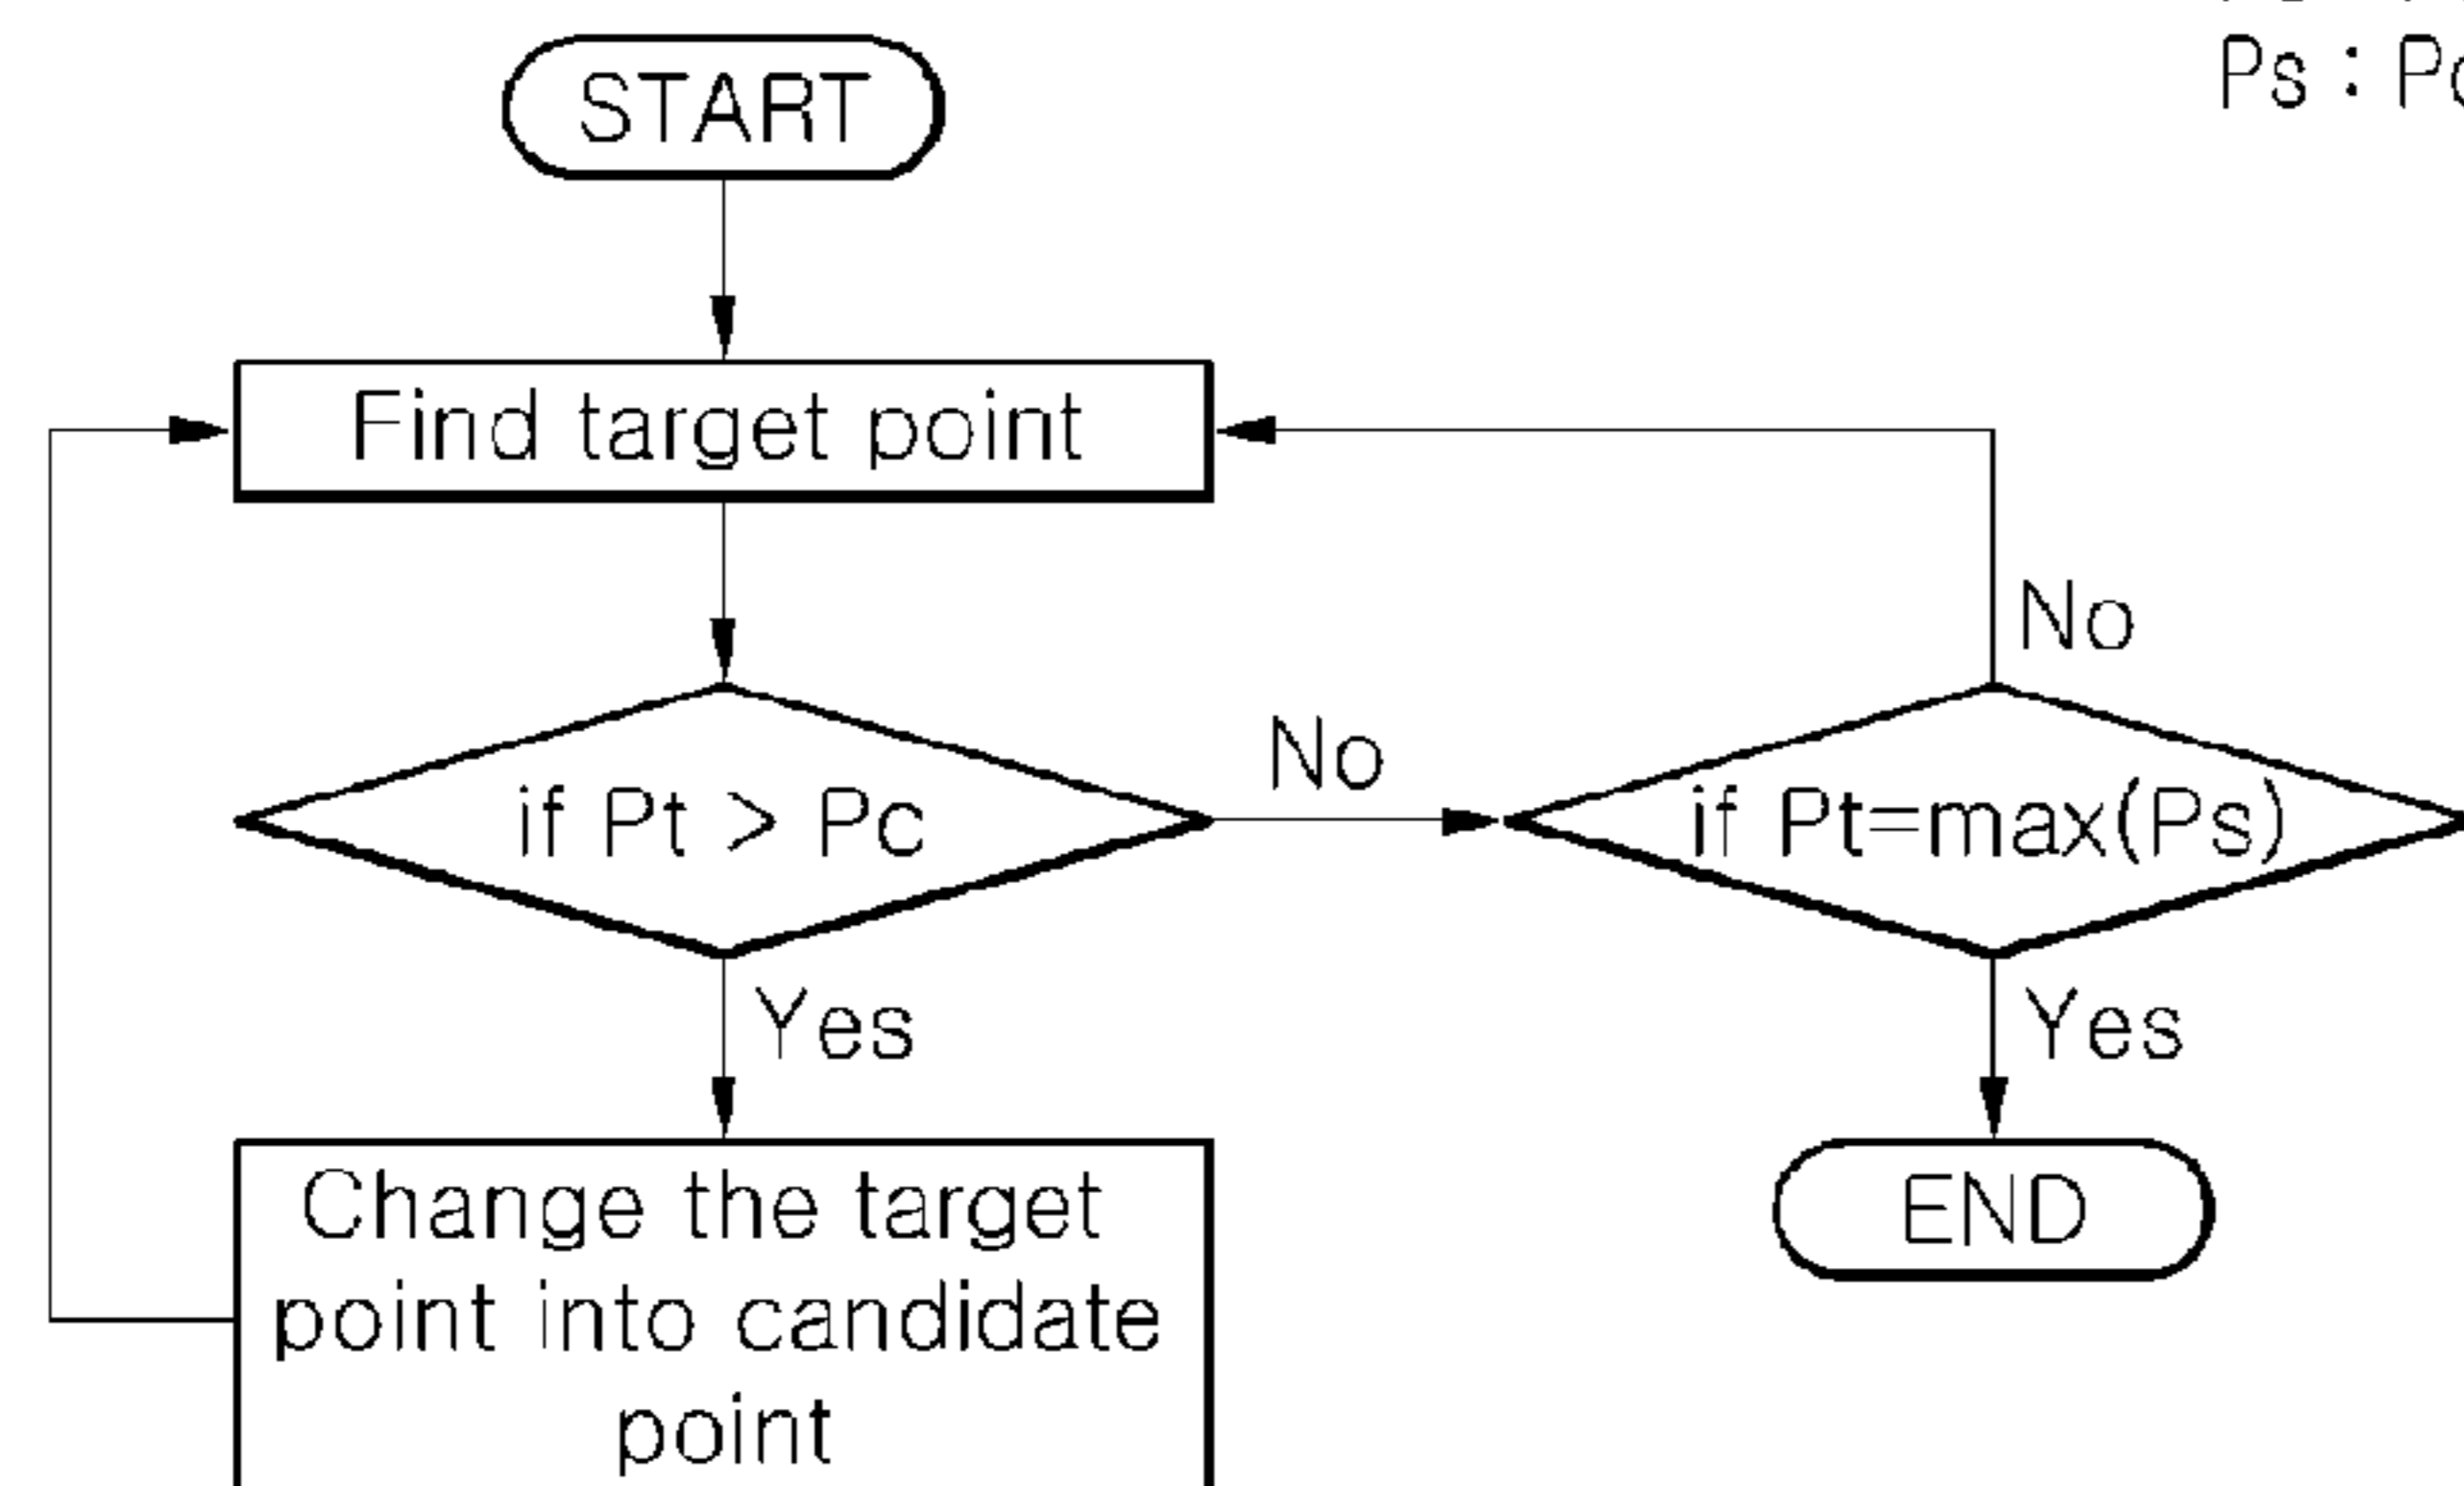 Ps :
START
Find target point
No
if Pt > Pc
No
if Pt=max(Ps)
Yes
Yes
Change the target
point into candidate
point
END